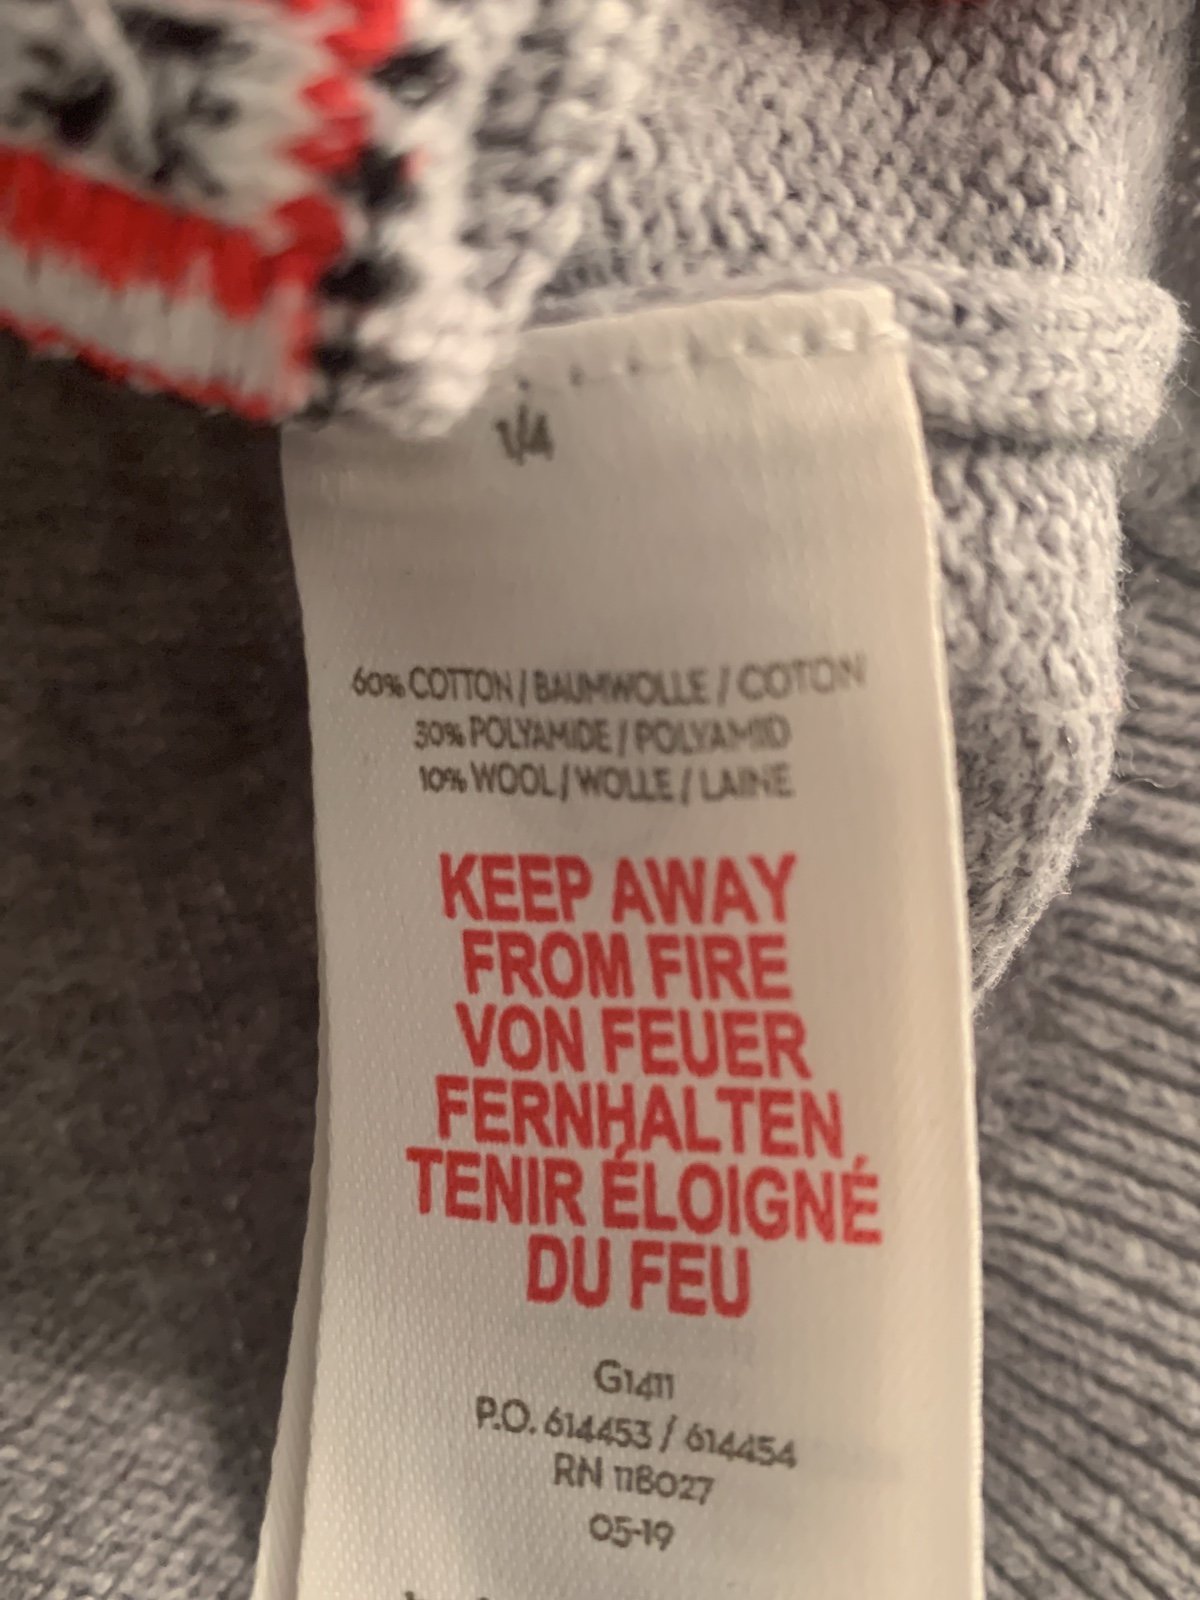 1/4
60% COTTON / BAUMWOLLE / COTON
30% POLYAMIDE / POLYAMID
10% WOOL / WOLLE / LAINE
KEEP AWAY
FROM FIRE
VON FEUER
FERNHALTEN
TENIR ÉLOIGNÉ
DU FEU
G1411
P.O. 614453 / 614454
RN 118027
05-19